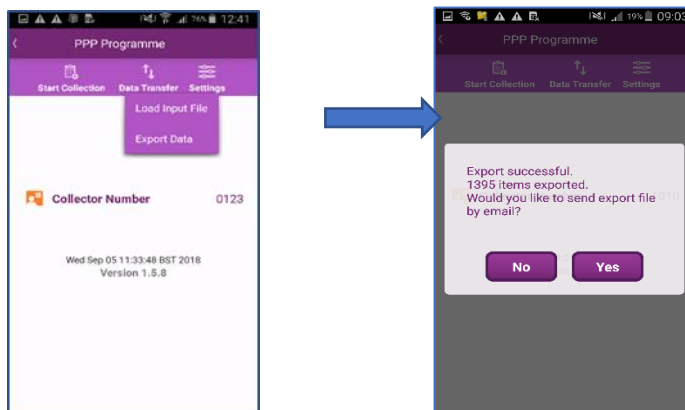 76% 12:41
PPP Programme
Start Collection Data Transfer Settings
Load Input File
Export Data
Collector Number 0123
Wed Sep 05 11:33:48 BST 2018
Version 1.5.8
19% 09:03
PPP Programme
Start Collection Data Transfer Settings
Export successful.
1395 items exported.
Would you like to send export file
by email?
No Yes